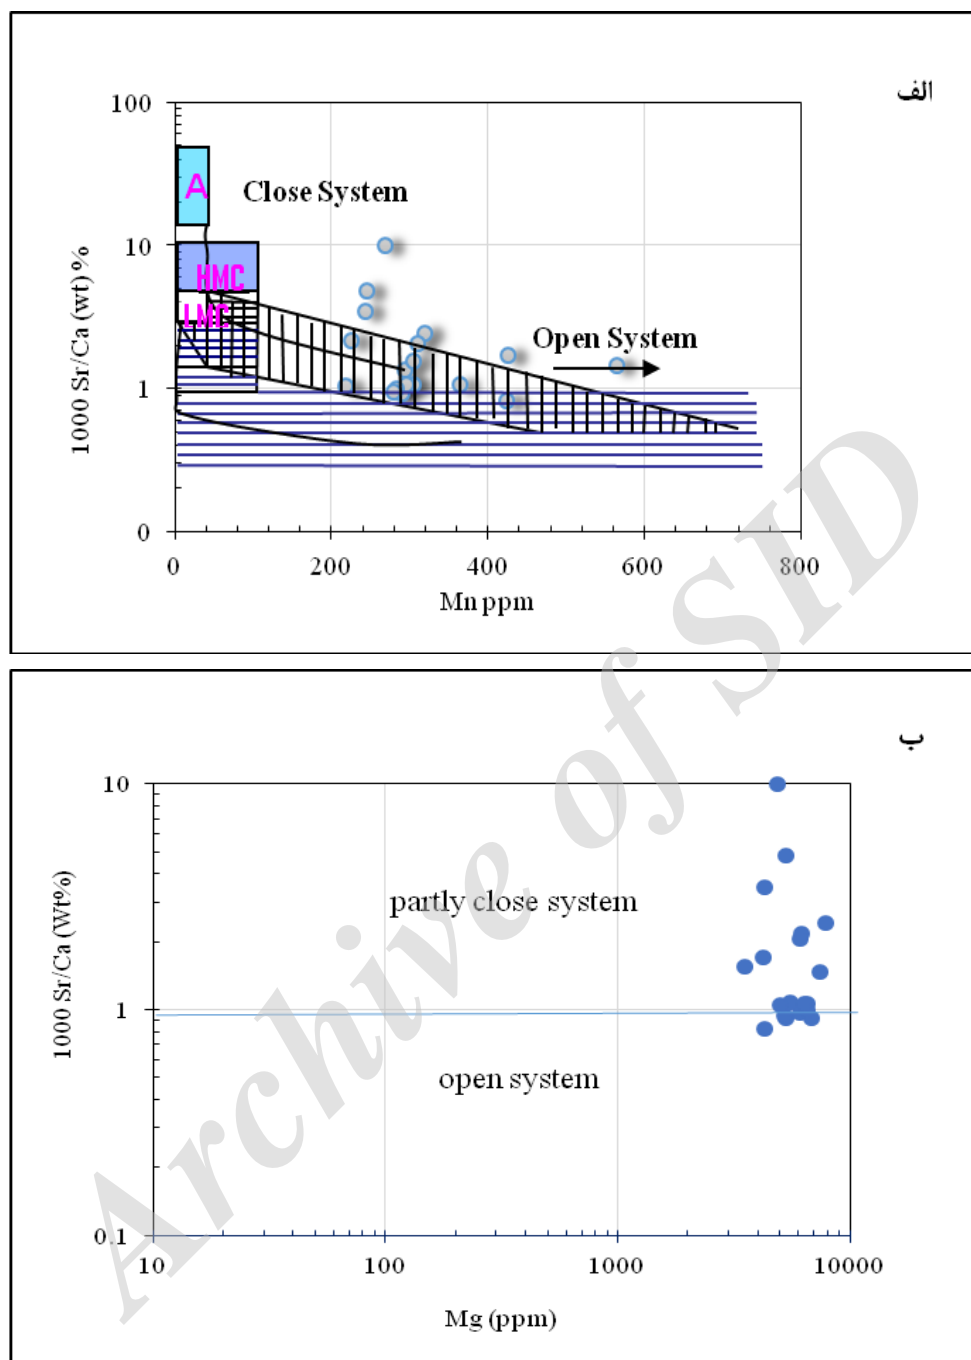 الف
100
A
Close System
10
HMC
LMC
Open System
1
0
1000 Sr/Ca (wt) %
0 200 400 600 800
Mn ppm
ب
10
partly close system
1
open system
0.1
1000 Sr/Ca (Wt%)
10 100 1000 10000
Mg (ppm)
Archive of SID